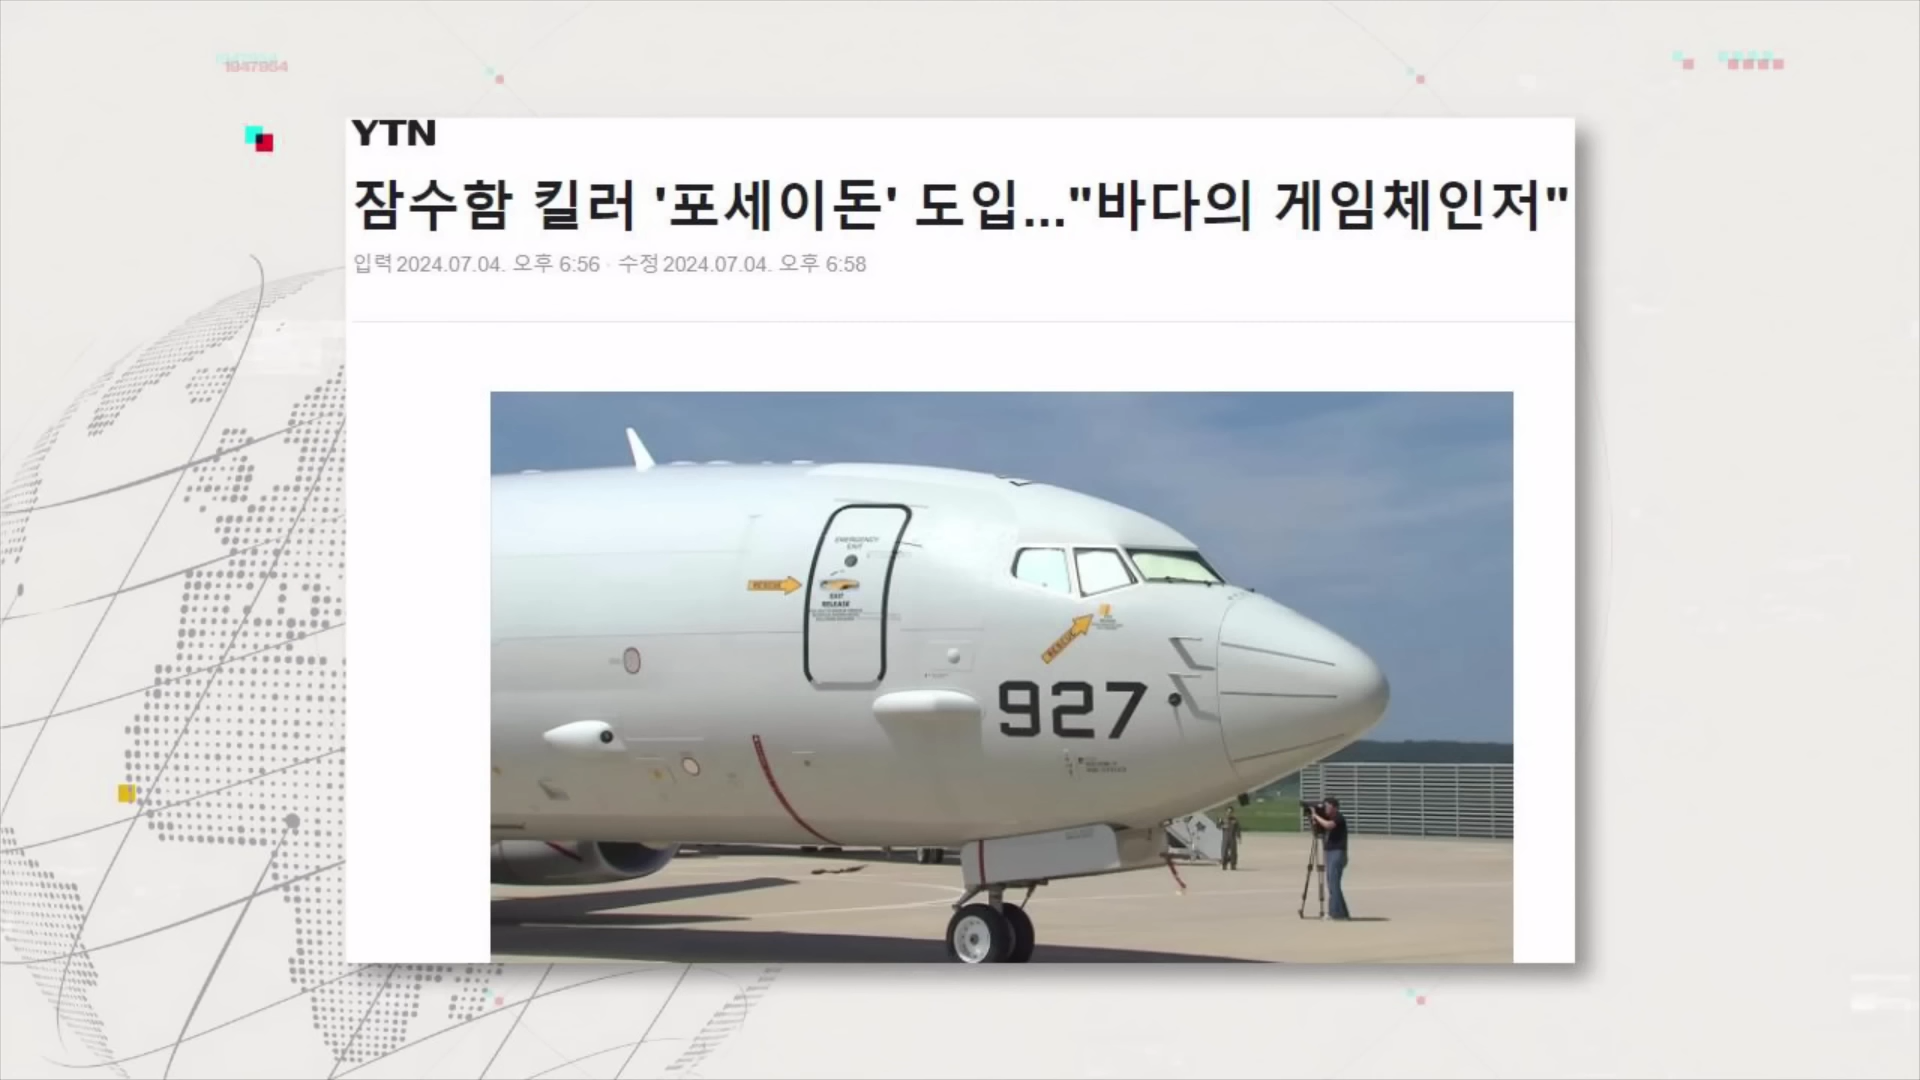 1947954
YTN
잠수함 킬러 '포세이돈' 도입..."바다의 게임체인저"
입력 2024.07.04. 오후 6:56 · 수정 2024.07.04. 오후 6:58
EMERGENCY
EXIT
RESCUE
EXIT
RELEASE
RESCUE
927